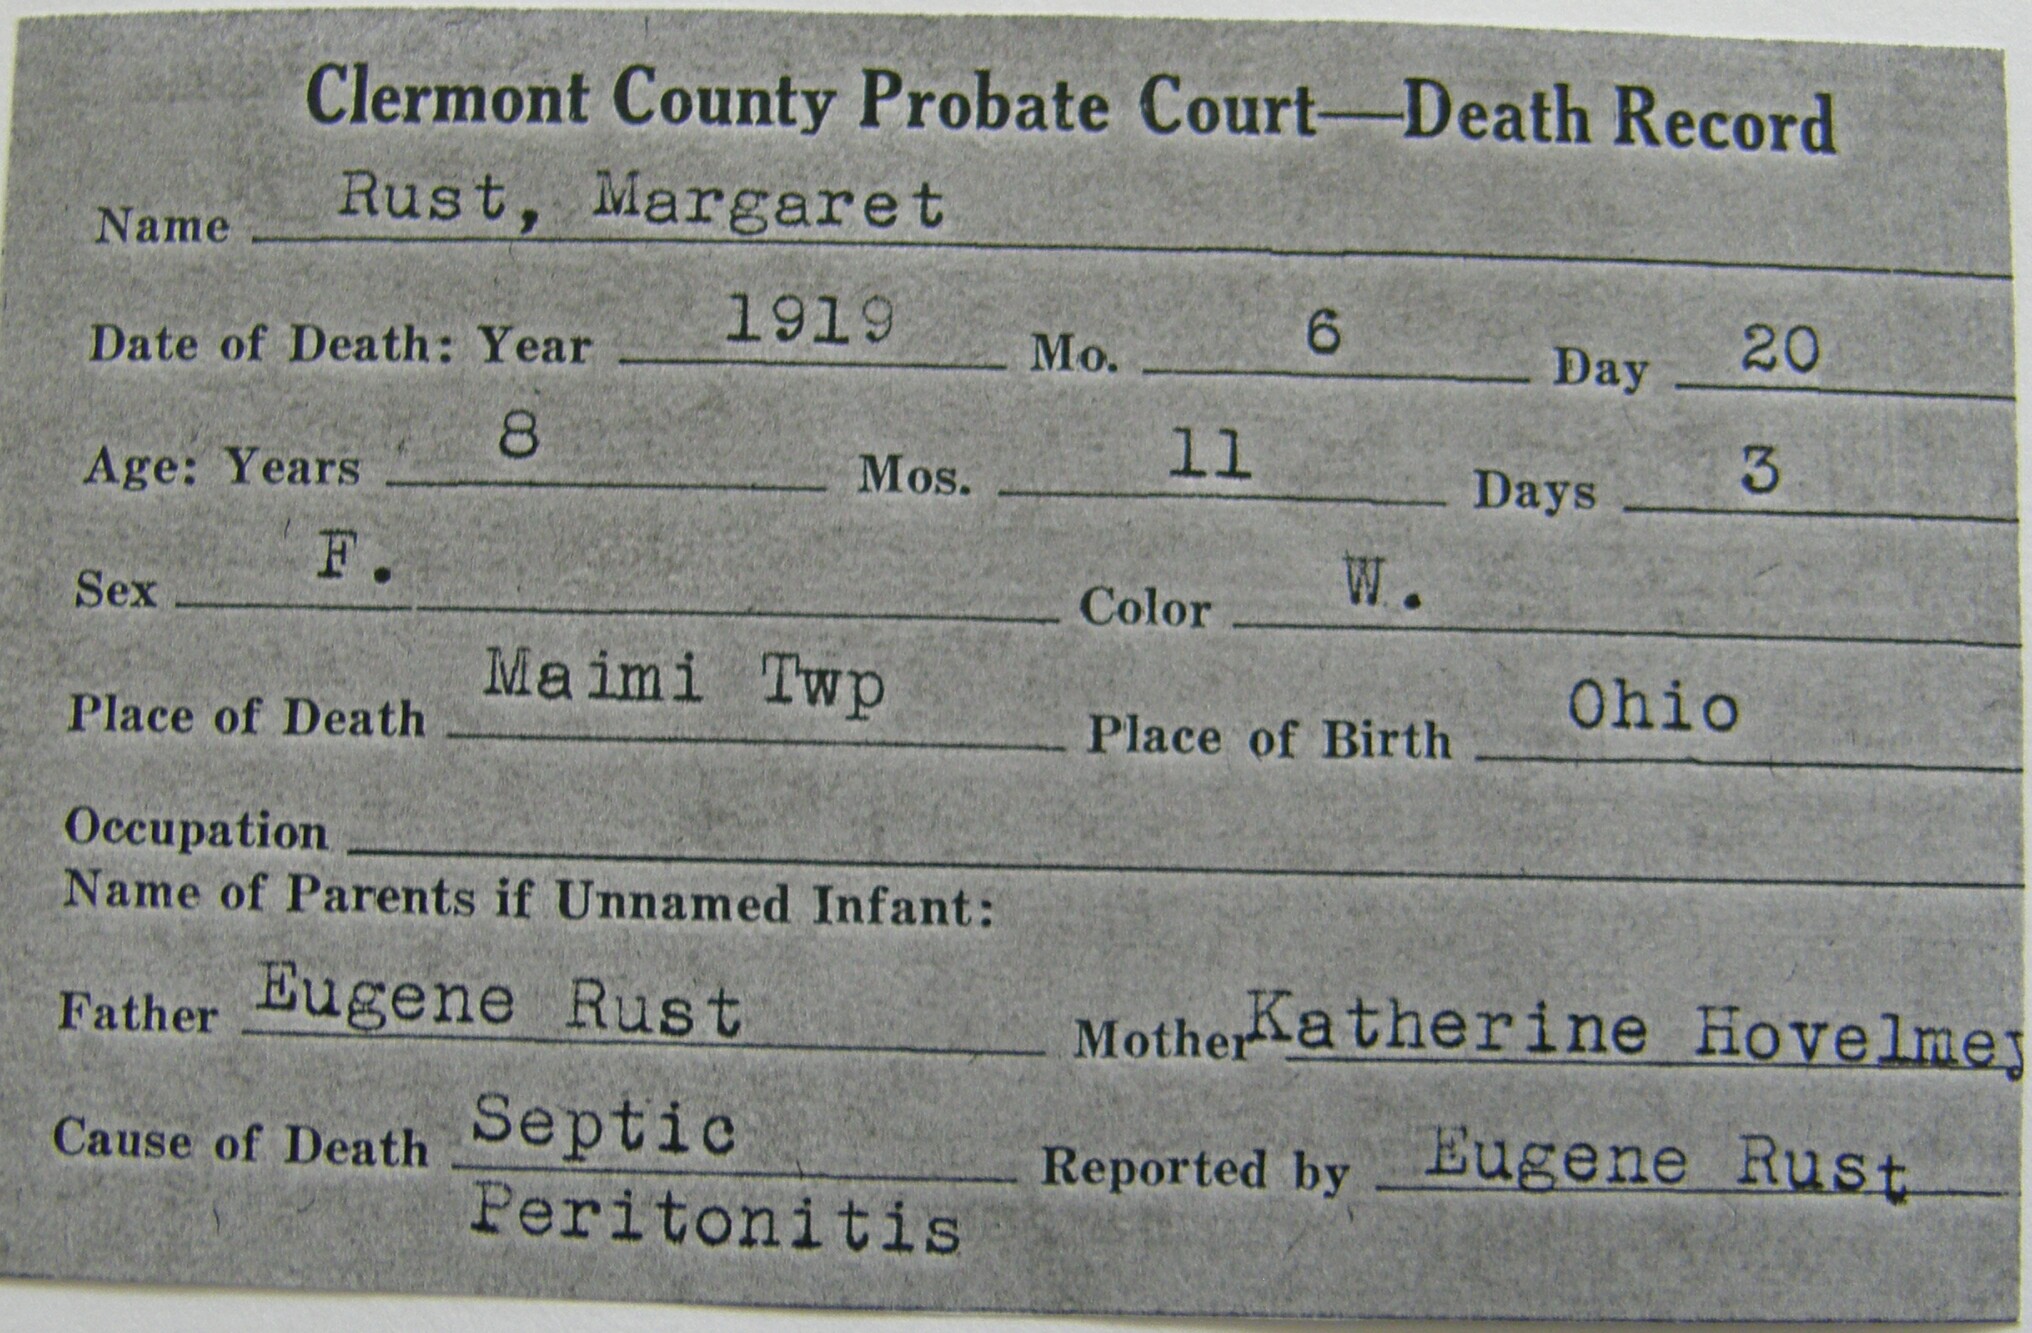 Clermont County Probate Court—Death Record
Name Rust, Margaret
Date of Death: Year 1919 Mo. 6 Day 20
Age: Years 8 Mos. 11 Days 3
Sex F. Color W.
Place of Death Maimi Twp Place of Birth Ohio
Occupation
Name of Parents if Unnamed Infant:
Father Eugene Rust Mother Katherine Hovelmey
Cause of Death Septic Reported by Eugene Rust
Peritonitis